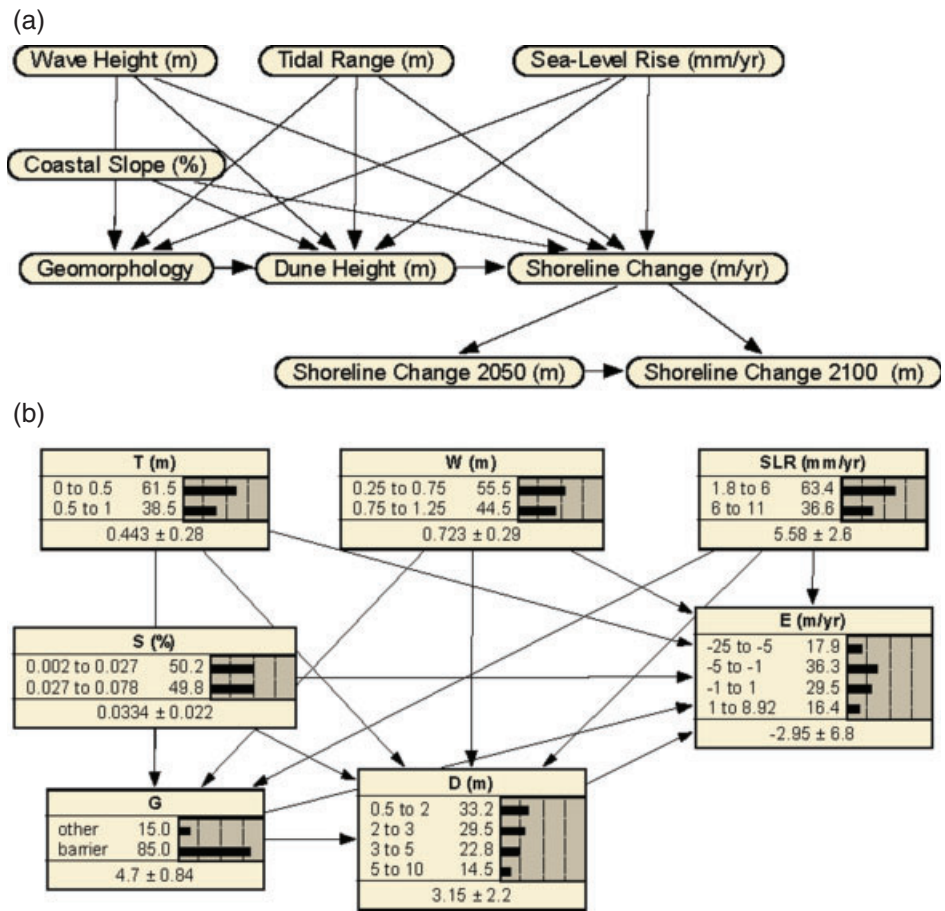 (a)
Wave Height (m) Tidal Range (m) Sea-Level Rise (mm/yr)
Coastal Slope (%)
Geomorphology Dune Height (m) Shoreline Change (m/yr)
Shoreline Change 2050 (m) Shoreline Change 2100 (m)
(b)
T (m)
0 to 0.5 61.5
0.5 to 1 38.5
0.443 ± 0.28
W (m)
0.25 to 0.75 55.5
0.75 to 1.25 44.5
0.723 ± 0.29
SLR (mm/yr)
1.8 to 6 63.4
6 to 11 36.6
5.58 ± 2.6
S (%)
0.002 to 0.027 50.2
0.027 to 0.078 49.8
0.0334 ± 0.022
E (m/yr)
-25 to -5 17.9
-5 to -1 36.3
-1 to 1 29.5
1 to 8.92 16.4
-2.95 ± 6.8
G
other 15.0
barrier 85.0
4.7 ± 0.84
D (m)
0.5 to 2 33.2
2 to 3 29.5
3 to 5 22.8
5 to 10 14.5
3.15 ± 2.2